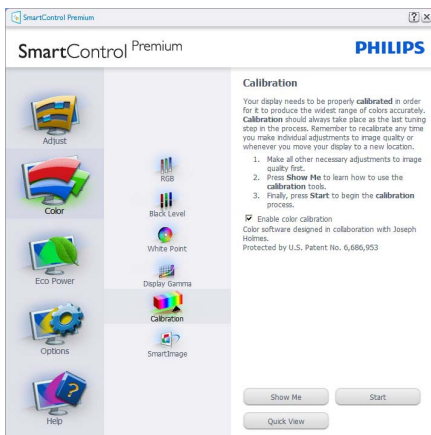 SmartControl Premium
SmartControl Premium
PHILIPS
Adjust
Color
Eco Power
Options
Help
RGB
Black Level
White Point
Display Gamma
Calibration
SmartImage
Calibration
Your display needs to be properly calibrated in order
for it to produce the widest range of colors accurately.
Calibration should always take place as the last tuning
step in the process. Remember to recalibrate any time
you make individual adjustments to image quality or
whenever you move your display to a new location.
1. Make all other necessary adjustments to image
quality first.
2. Press Show Me to learn how to use the
calibration tools.
3. Finally, press Start to begin the calibration
process.
Enable color calibration
Color software designed in collaboration with Joseph
Holmes.
Protected by U.S. Patent No. 6,686,953
Show Me
Start
Quick View